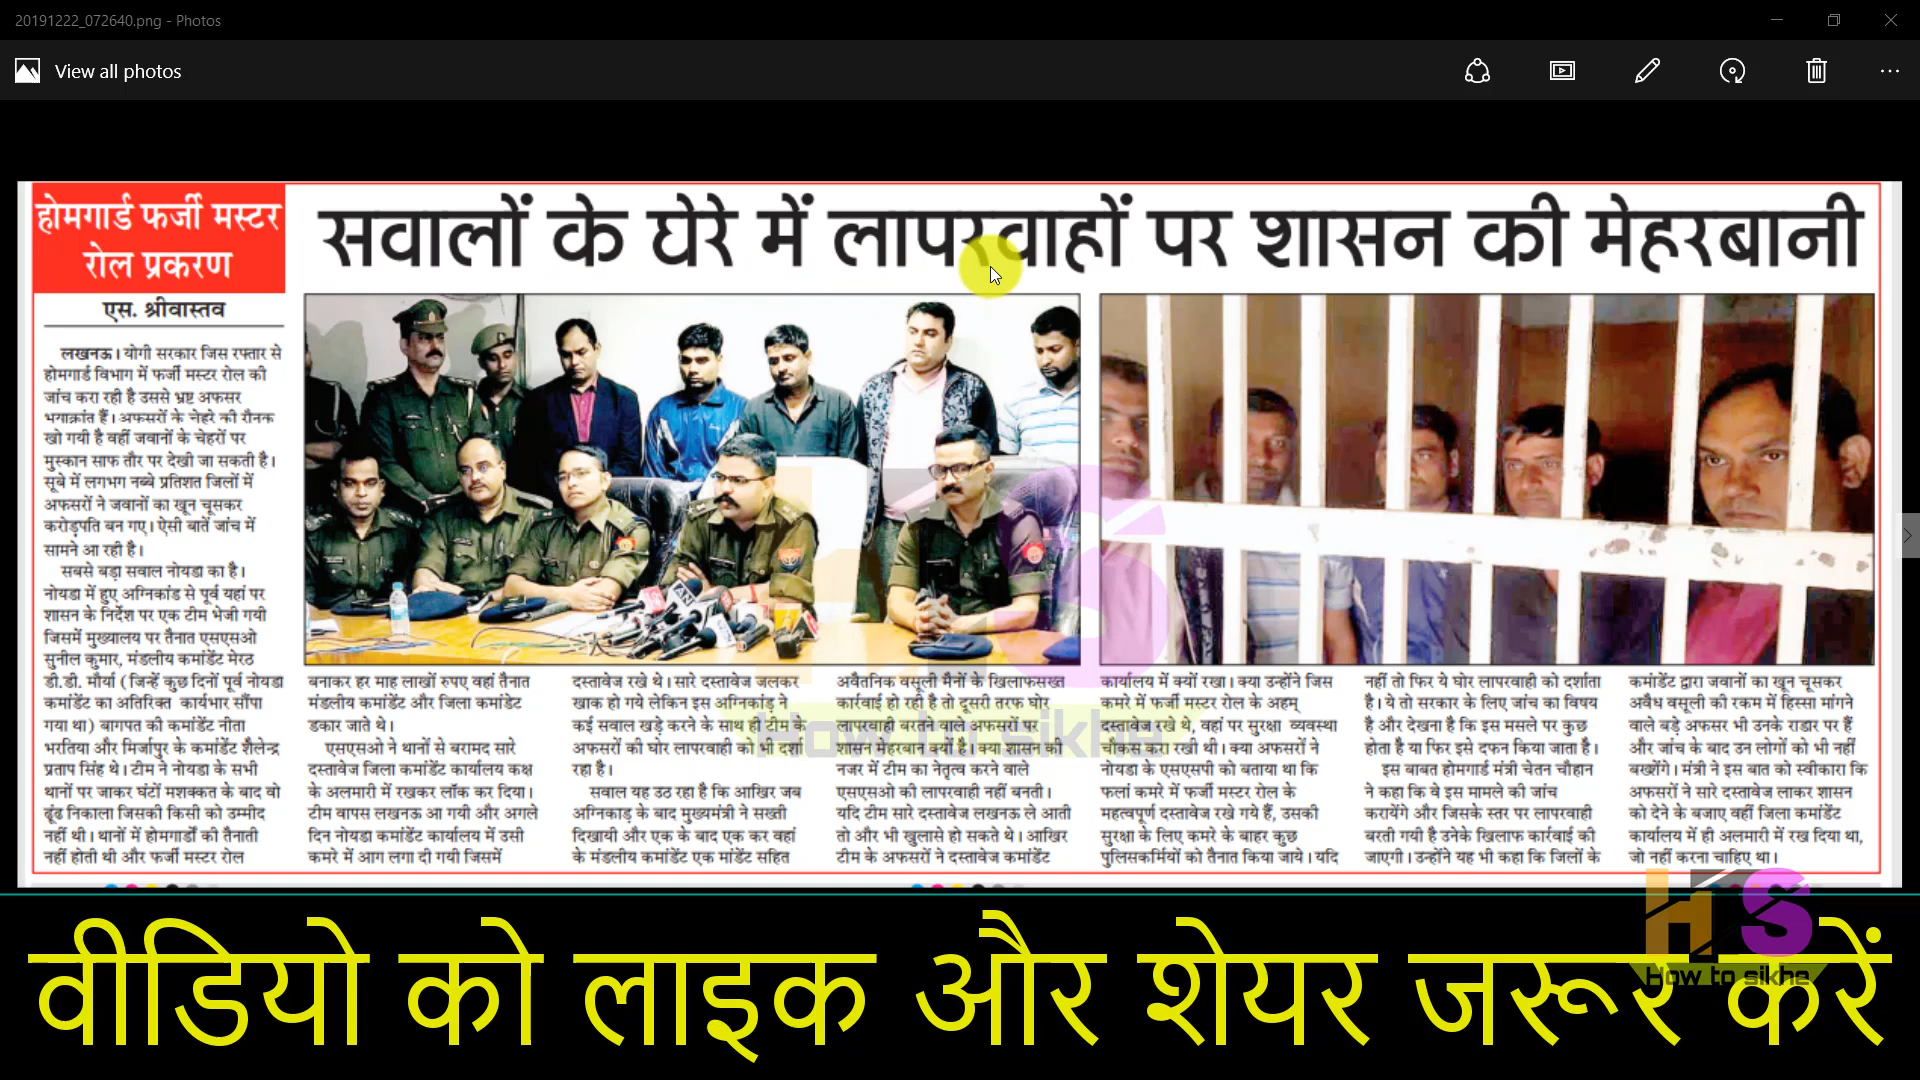 20191222_072640.png - Photos
View all photos
होमगार्ड फर्जी मस्टर
रोल प्रकरण
सवालों के घेरे में लापरवाहों पर शासन की मेहरबानी
एस. श्रीवास्तव
लखनऊ। योगी सरकार जिस रफ्तार से
होमगार्ड विभाग में फर्जी मस्टर रोल की
जांच करा रही है उससे भ्रष्ट अफसर
भयाक्रांत हैं। अफसरों के चेहरे की रौनक
खो गयी है वहीं जवानों के चेहरों पर
मुस्कान साफ तौर पर देखी जा सकती है।
सूबे में लगभग नब्बे प्रतिशत जिलों में
अफसरों ने जवानों का खून चूसकर
करोड़पति बन गए। ऐसी बातें जांच में
सामने आ रही है।
सबसे बड़ा सवाल नोयडा का है।
नोयडा में हुए अग्निकांड से पूर्व यहां पर
शासन के निर्देश पर एक टीम भेजी गयी
जिसमें मुख्यालय पर तैनात एसएसओ
सुनील कुमार, मंडलीय कमांडेंट मेरठ
डी.डी. मौर्या (जिन्हें कुछ दिनों पूर्व नोयडा
कमांडेंट का अतिरिक्त कार्यभार सौंपा
गया था) बागपत की कमांडेंट नीता
भरतिया और मिर्जापुर के कमांडेंट शैलेन्द्र
प्रताप सिंह थे। टीम ने नोयडा के सभी
थानों पर जाकर घंटों मशक्कत के बाद वो
ढूंढ निकाला जिसकी किसी को उम्मीद
नहीं थी। थानों में होमगार्डों की तैनाती
नहीं होती थी और फर्जी मस्टर रोल
बनाकर हर माह लाखों रुपए वहां तैनात
मंडलीय कमांडेंट और जिला कमांडेट
डकार जाते थे।
एसएसओ ने थानों से बरामद सारे
दस्तावेज जिला कमांडेंट कार्यालय कक्ष
के अलमारी में रखकर लॉक कर दिया।
टीम वापस लखनऊ आ गयी और अगले
दिन नोयडा कमांडेंट कार्यालय में उसी
कमरे में आग लगा दी गयी जिसमें
दस्तावेज रखे थे। सारे दस्तावेज जलकर
खाक हो गये लेकिन इस अग्निकांड़ ने
कई सवाल खड़े करने के साथ ही टीम के
अफसरों की घोर लापरवाही को भी दर्शा
रहा है।
सवाल यह उठ रहा है कि आखिर जब
अग्निकाड़ के बाद मुख्यमंत्री ने सख्ती
दिखायी और एक के बाद एक कर वहां
के मंडलीय कमांडेंट एक मांडेंट सहित
अवैतनिक वसूली मैनों के खिलाफसख्त
कार्रवाई हो रही है तो दूसरी तरफ घोर
लापरवाही बरतने वाले अफसरों पर
शासन मेहरबान क्यों है। क्या शासन की
नजर में टीम का नेतृत्व करने वाले
एसएसओ की लापरवाही नहीं बनती।
यदि टीम सारे दस्तावेज लखनऊ ले आती
तो और भी खुलासे हो सकते थे। आखिर
टीम के अफसरों ने दस्तावेज कमांडेंट
कार्यालय में क्यों रखा। क्या उन्होंने जिस
कमरे में फर्जी मस्टर रोल के अहम्
दस्तावेज रखे थे, वहां पर सुरक्षा व्यवस्था
चौकस करा रखी थी। क्या अफसरों ने
नोयडा के एसएसपी को बताया था कि
फलां कमरे में फर्जी मस्टर रोल के
महत्वपूर्ण दस्तावेज रखे गये हैं, उसकी
सुरक्षा के लिए कमरे के बाहर कुछ
पुलिसकर्मियों को तैनात किया जाये। यदि
नहीं तो फिर ये घोर लापरवाही को दर्शाता
है। ये तो सरकार के लिए जांच का विषय
है और देखना है कि इस मसले पर कुछ
होता है या फिर इसे दफन किया जाता है।
इस बाबत होमगार्ड मंत्री चेतन चौहान
ने कहा कि वे इस मामले की जांच
करायेंगे और जिसके स्तर पर लापरवाही
बरती गयी है उनेके खिलाफ कार्रवाई की
जाएगी। उन्होंने यह भी कहा कि जिलों के
कमांडेंट द्वारा जवानों का खून चूसकर
अवैध वसूली की रकम में हिस्सा मांगने
वाले बड़े अफसर भी उनके राडार पर हैं
और जांच के बाद उन लोगों को भी नहीं
बख्शेंगे। मंत्री ने इस बात को स्वीकारा कि
अफसरों ने सारे दस्तावेज लाकर शासन
को देने के बजाए वहीं जिला कमांडेंट
कार्यालय में ही अलमारी में रख दिया था,
जो नहीं करना चाहिए था।
How to sikhe
HS
How to sikhe
वीडियो को लाइक और शेयर जरूर करें